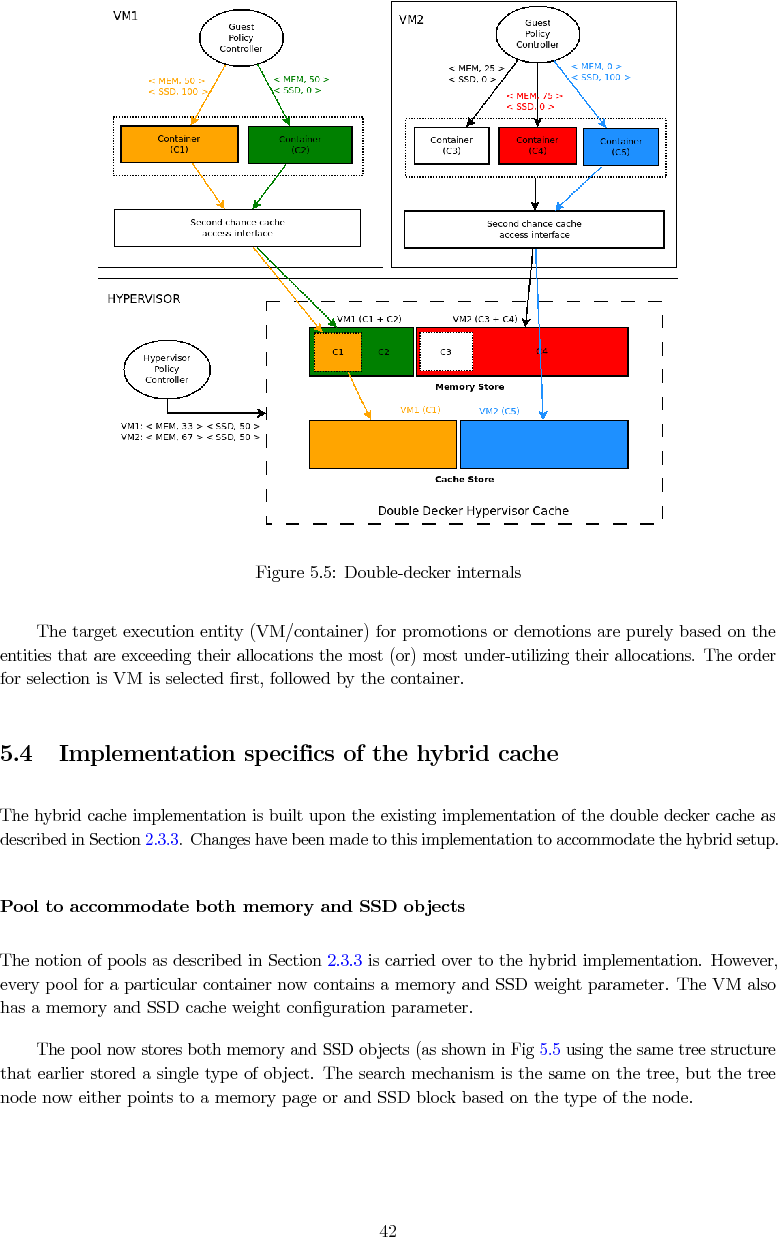 VM1
Guest
Policy
Controller
< MEM, 50 >
< SSD, 100 >
< MEM, 50 >
< SSD, 0 >
Container
(C1)
Container
(C2)
Second chance cache
access interface
VM2
Guest
Policy
Controller
< MEM, 25 >
< SSD, 0 >
< MEM, 75 >
< SSD, 0 >
< MEM, 0 >
< SSD, 100 >
Container
(C3)
Container
(C4)
Container
(C5)
Second chance cache
access interface
HYPERVISOR
Hypervisor
Policy
Controller
VM1: < MEM, 33 > < SSD, 50 >
VM2: < MEM, 67 > < SSD, 50 >
VM1 (C1 + C2)
VM2 (C3 + C4)
C1
C2
C3
C4
Memory Store
VM1 (C1)
VM2 (C5)
Cache Store
Double Decker Hypervisor Cache
Figure 5.5: Double-decker internals
The target execution entity (VM/container) for promotions or demotions are purely based on the
entities that are exceeding their allocations the most (or) most under-utilizing their allocations. The order
for selection is VM is selected first, followed by the container.
5.4 Implementation specifics of the hybrid cache
The hybrid cache implementation is built upon the existing implementation of the double decker cache as
described in Section 2.3.3. Changes have been made to this implementation to accommodate the hybrid setup.
Pool to accommodate both memory and SSD objects
The notion of pools as described in Section 2.3.3 is carried over to the hybrid implementation. However,
every pool for a particular container now contains a memory and SSD weight parameter. The VM also
has a memory and SSD cache weight configuration parameter.
The pool now stores both memory and SSD objects (as shown in Fig 5.5 using the same tree structure
that earlier stored a single type of object. The search mechanism is the same on the tree, but the tree
node now either points to a memory page or and SSD block based on the type of the node.
42